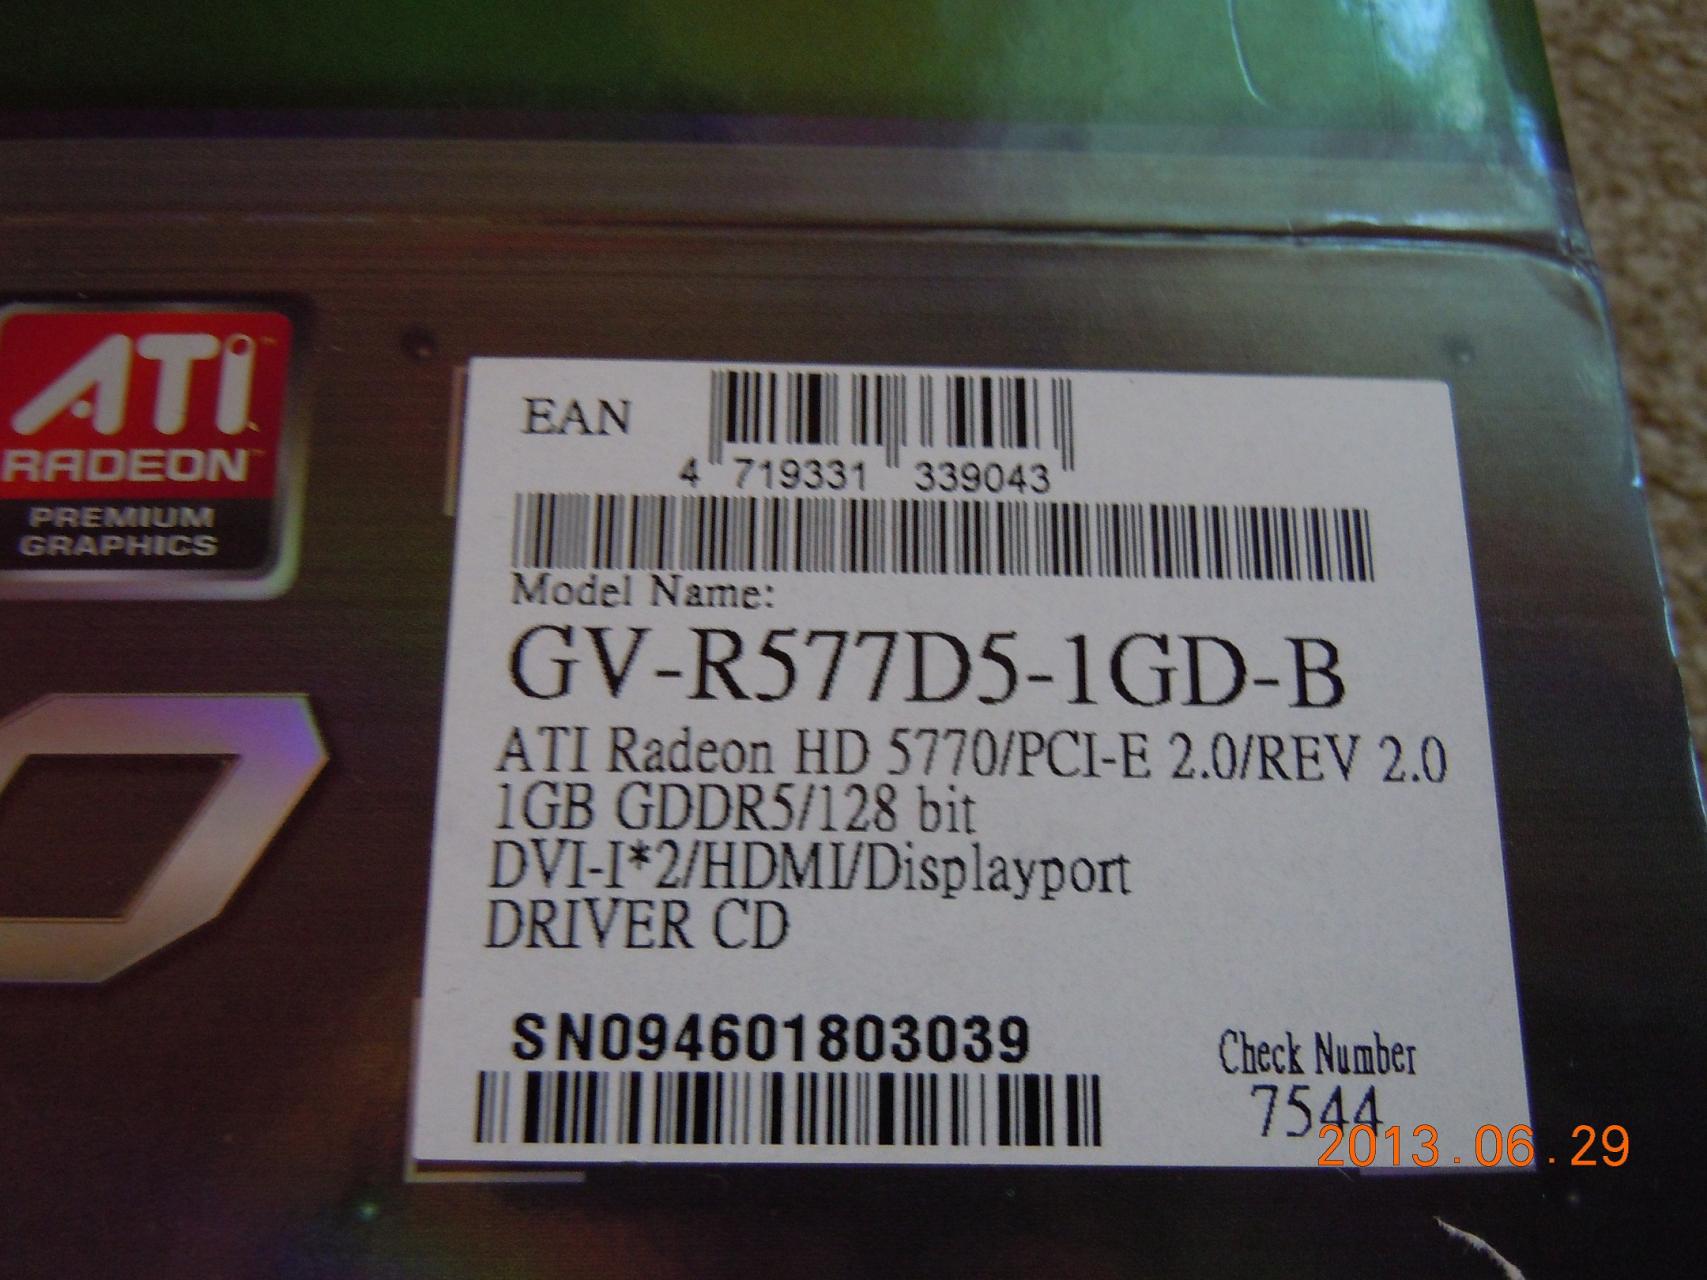 ATI
RADEON
PREMIUM
GRAPHICS
EAN
4 719331 339043
Model Name:
GV-R577D5-1GD-B
ATI Radeon HD 5770/PCI-E 2.0/REV 2.0
1GB GDDR5/128 bit
DVI-I*2/HDMI/Displayport
DRIVER CD
SN094601803039
Check Number
7544
2013.06.29